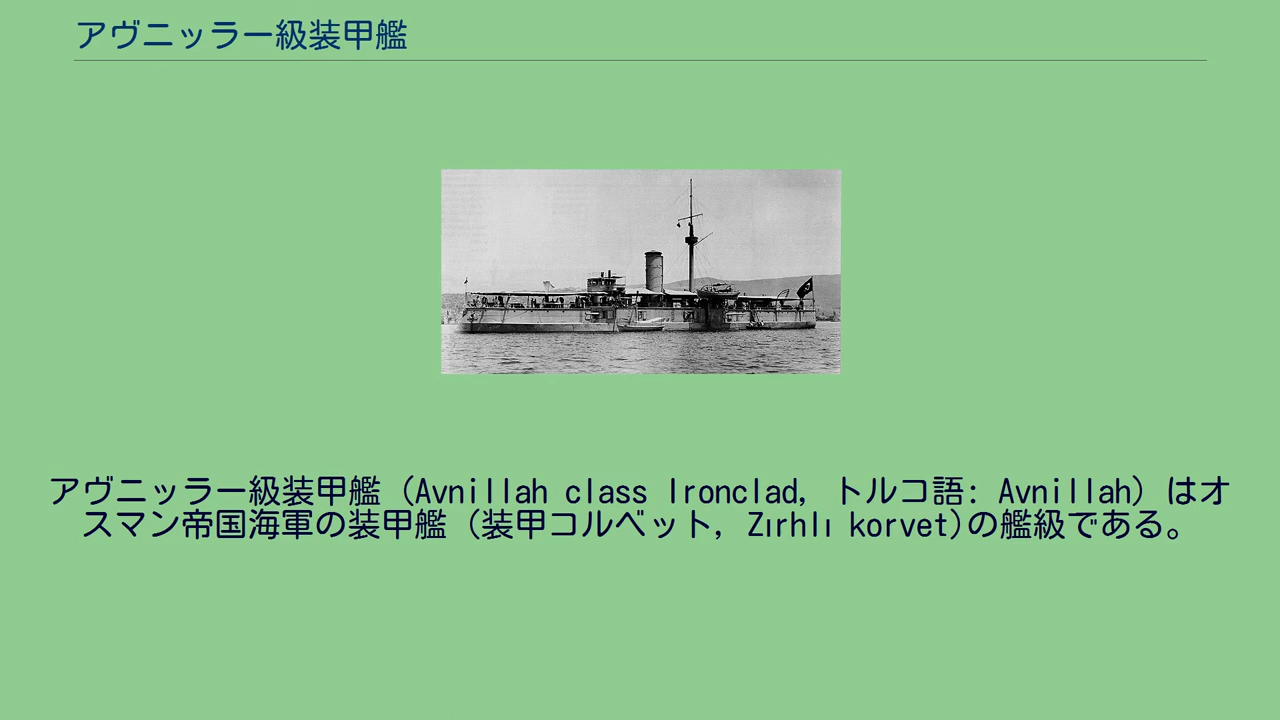 アヴニッラー級装甲艦
アヴニッラー級装甲艦（Avnillah class Ironclad, トルコ語: Avnillah）はオ
スマン帝国海軍の装甲艦（装甲コルベット, Zırhlı korvet)の艦級である。